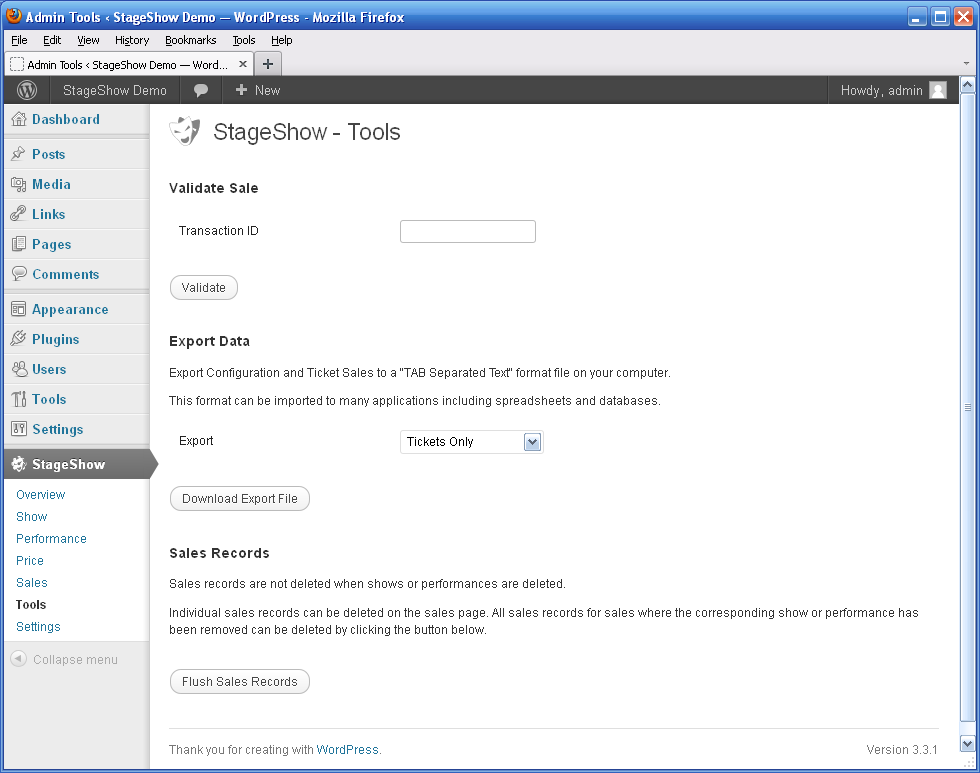 Admin Tools ‹ StageShow Demo — WordPress - Mozilla Firefox
File Edit View History Bookmarks Tools Help
Admin Tools ‹ StageShow Demo — Word...
StageShow Demo New Howdy, admin
Dashboard
Posts
Media
Links
Pages
Comments
Appearance
Plugins
Users
Tools
Settings
StageShow
Overview
Show
Performance
Price
Sales
Tools
Settings
Collapse menu
StageShow - Tools
Validate Sale
Transaction ID
Validate
Export Data
Export Configuration and Ticket Sales to a "TAB Separated Text" format file on your computer.
This format can be imported to many applications including spreadsheets and databases.
Export Tickets Only
Download Export File
Sales Records
Sales records are not deleted when shows or performances are deleted.
Individual sales records can be deleted on the sales page. All sales records for sales where the corresponding show or performance has
been removed can be deleted by clicking the button below.
Flush Sales Records
Thank you for creating with WordPress. Version 3.3.1